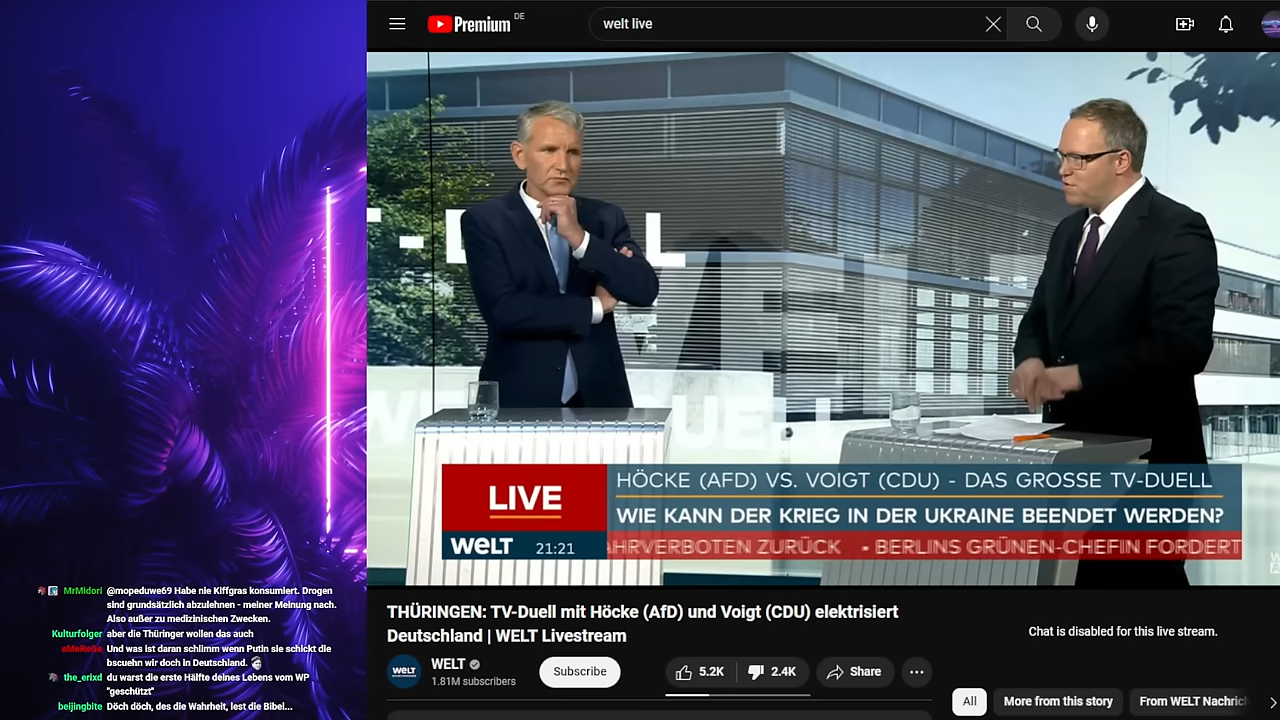 Premium DE
welt live
LIVE
WELT 21:21
HÖCKE (AFD) VS. VOIGT (CDU) - DAS GROSSE TV-DUELL
WIE KANN DER KRIEG IN DER UKRAINE BEENDET WERDEN?
AHRVERBOTEN ZURÜCK • BERLINS GRÜNEN-CHEFIN FORDERT
THÜRINGEN: TV-Duell mit Höcke (AfD) und Voigt (CDU) elektrisiert
Deutschland | WELT Livestream
Chat is disabled for this live stream.
welt
WELT
1.81M subscribers
Subscribe
5.2K
2.4K
Share
All
More from this story
From WELT Nachric
MrMidori @mopeduwe69 Habe nie Kiffgras konsumiert. Drogen
sind grundsätzlich abzulehnen - meiner Meinung nach.
Also außer zu medizinischen Zwecken.
Kulturfolger aber die Thüringer wollen das auch
eMeReGe Und was ist daran schlimm wenn Putin sie schickt die
bscuehn wir doch in Deutschland.
the_erixd du warst die erste Hälfte deines Lebens vom WP
"geschützt"
beijingbite Döch döch, des die Wahrheit, lest die Bibel...